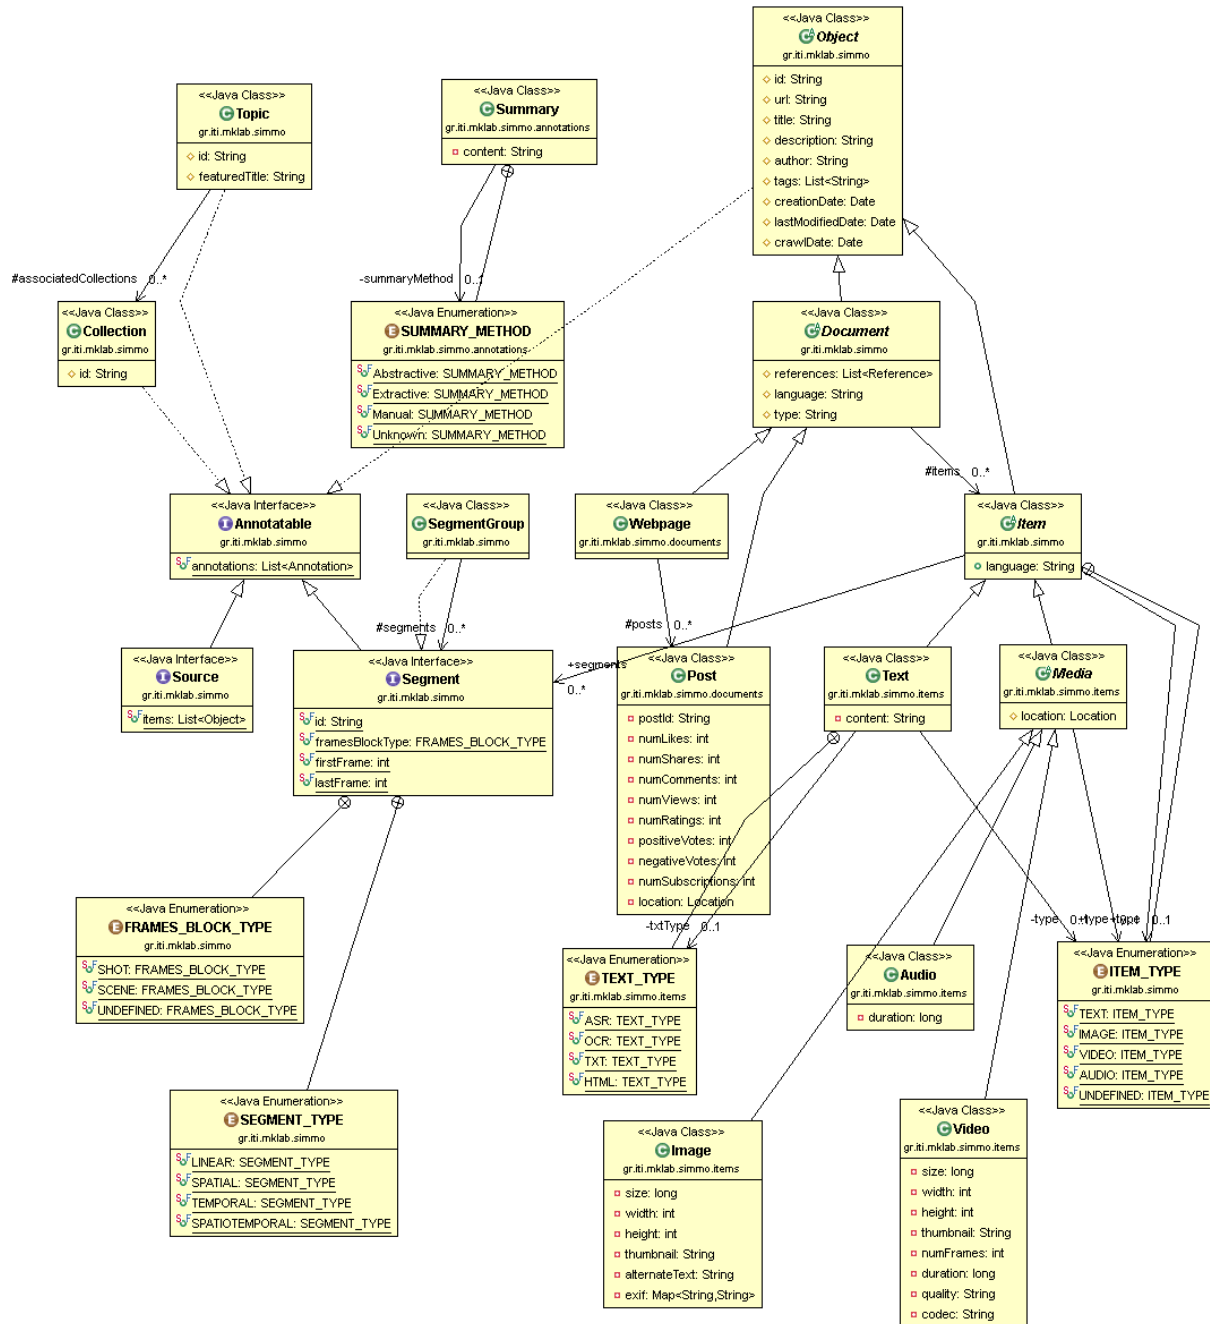 <<Java Class>>
Object
gr.iti.mklab.simmo
id: String
url: String
title: String
description: String
author: String
tags: List<String>
creationDate: Date
lastModifiedDate: Date
crawlDate: Date
<<Java Class>>
Topic
gr.iti.mklab.simmo
id: String
featuredTitle: String
<<Java Class>>
Summary
gr.iti.mklab.simmo.annotations
content: String
#associatedCollections 0..*
-summaryMethod 0..1
<<Java Class>>
Collection
gr.iti.mklab.simmo
id: String
<<Java Enumeration>>
SUMMARY_METHOD
gr.iti.mklab.simmo.annotations
Abstractive: SUMMARY_METHOD
Extractive: SUMMARY_METHOD
Manual: SUMMARY_METHOD
Unknown: SUMMARY_METHOD
<<Java Class>>
Document
gr.iti.mklab.simmo
references: List<Reference>
language: String
type: String
#items 0..*
<<Java Interface>>
Annotatable
gr.iti.mklab.simmo
annotations: List<Annotation>
<<Java Class>>
SegmentGroup
gr.iti.mklab.simmo
<<Java Class>>
Webpage
gr.iti.mklab.simmo.documents
<<Java Class>>
Item
gr.iti.mklab.simmo
language: String
#segments 0..*
#posts 0..*
+segments
0..*
<<Java Interface>>
Source
gr.iti.mklab.simmo
items: List<Object>
<<Java Interface>>
Segment
gr.iti.mklab.simmo
id: String
framesBlockType: FRAMES_BLOCK_TYPE
firstFrame: int
lastFrame: int
<<Java Class>>
Post
gr.iti.mklab.simmo.documents
postId: String
numLikes: int
numShares: int
numComments: int
numViews: int
numRatings: int
positiveVotes: int
negativeVotes: int
numSubscriptions: int
location: Location
<<Java Class>>
Text
gr.iti.mklab.simmo.items
content: String
<<Java Class>>
Media
gr.iti.mklab.simmo.items
location: Location
-txtType 0..1
-type
+type
0..1
<<Java Enumeration>>
FRAMES_BLOCK_TYPE
gr.iti.mklab.simmo
SHOT: FRAMES_BLOCK_TYPE
SCENE: FRAMES_BLOCK_TYPE
UNDEFINED: FRAMES_BLOCK_TYPE
<<Java Enumeration>>
TEXT_TYPE
gr.iti.mklab.simmo.items
ASR: TEXT_TYPE
OCR: TEXT_TYPE
TXT: TEXT_TYPE
HTML: TEXT_TYPE
<<Java Class>>
Audio
gr.iti.mklab.simmo.items
duration: long
<<Java Enumeration>>
ITEM_TYPE
gr.iti.mklab.simmo
TEXT: ITEM_TYPE
IMAGE: ITEM_TYPE
VIDEO: ITEM_TYPE
AUDIO: ITEM_TYPE
UNDEFINED: ITEM_TYPE
<<Java Enumeration>>
SEGMENT_TYPE
gr.iti.mklab.simmo
LINEAR: SEGMENT_TYPE
SPATIAL: SEGMENT_TYPE
TEMPORAL: SEGMENT_TYPE
SPATIOTEMPORAL: SEGMENT_TYPE
<<Java Class>>
Image
gr.iti.mklab.simmo.items
size: long
width: int
height: int
thumbnail: String
alternateText: String
exif: Map<String,String>
<<Java Class>>
Video
gr.iti.mklab.simmo.items
size: long
width: int
height: int
thumbnail: String
numFrames: int
duration: long
quality: String
codec: String